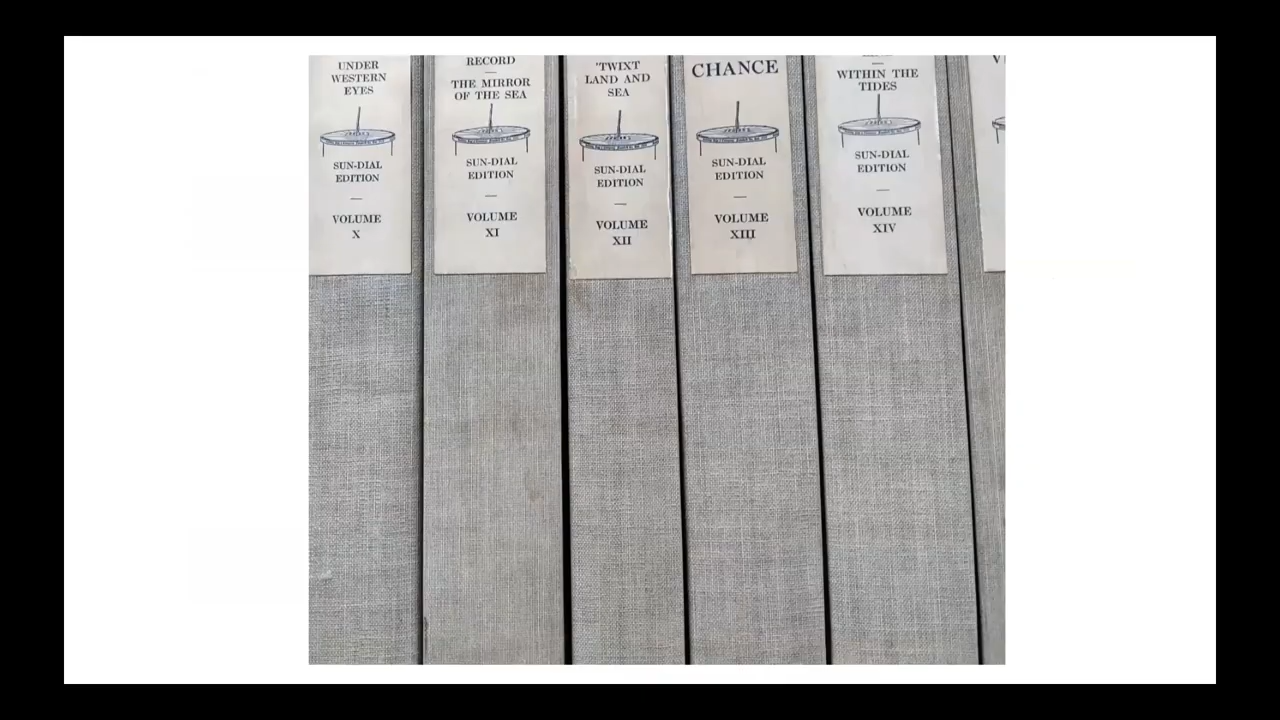 UNDER
WESTERN
EYES
SUN-DIAL
EDITION
VOLUME
X
RECORD
THE MIRROR
OF THE SEA
SUN-DIAL
EDITION
VOLUME
XI
'TWIXT
LAND AND
SEA
SUN-DIAL
EDITION
VOLUME
XII
CHANCE
SUN-DIAL
EDITION
VOLUME
XIII
WITHIN THE
TIDES
SUN-DIAL
EDITION
VOLUME
XIV